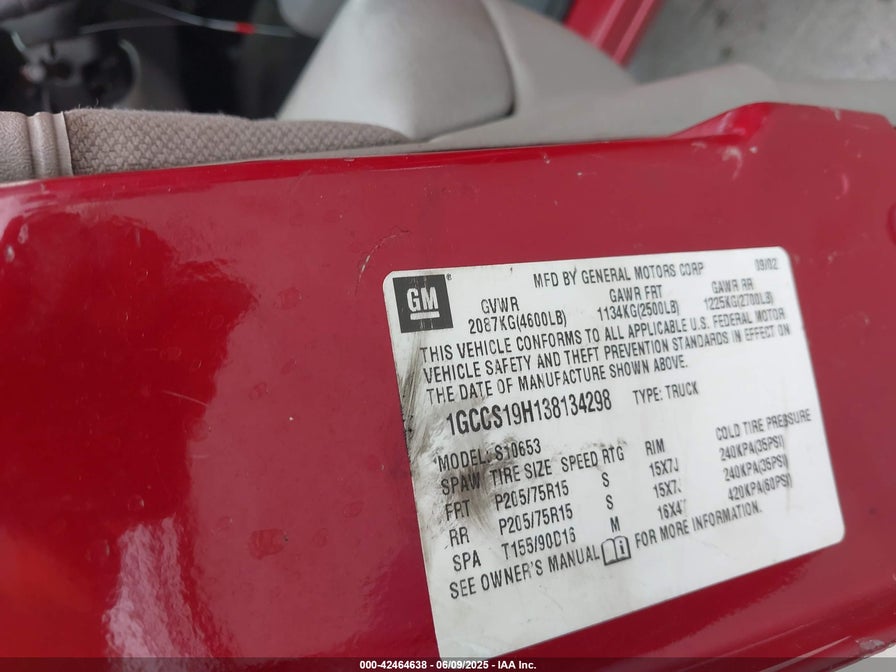 GM
MFD BY GENERAL MOTORS CORP 09/02
GVWR GAWR FRT GAWR RR
2087KG(4600LB) 1134KG(2500LB) 1225KG(2700LB)
THIS VEHICLE CONFORMS TO ALL APPLICABLE U.S. FEDERAL MOTOR
VEHICLE SAFETY AND THEFT PREVENTION STANDARDS IN EFFECT ON
THE DATE OF MANUFACTURE SHOWN ABOVE.
1GCCS19H138134298 TYPE: TRUCK
MODEL: S10653
SPAW TIRE SIZE SPEED RTG RIM COLD TIRE PRESSURE
FRT P205/75R15 S 15X7J 240KPA(35PSI)
RR P205/75R15 S 15X7J 240KPA(35PSI)
SPA T155/90D16 M 16X4T 420KPA(60PSI)
SEE OWNER'S MANUAL FOR MORE INFORMATION.
000-42464638 - 06/09/2025 - IAA Inc.